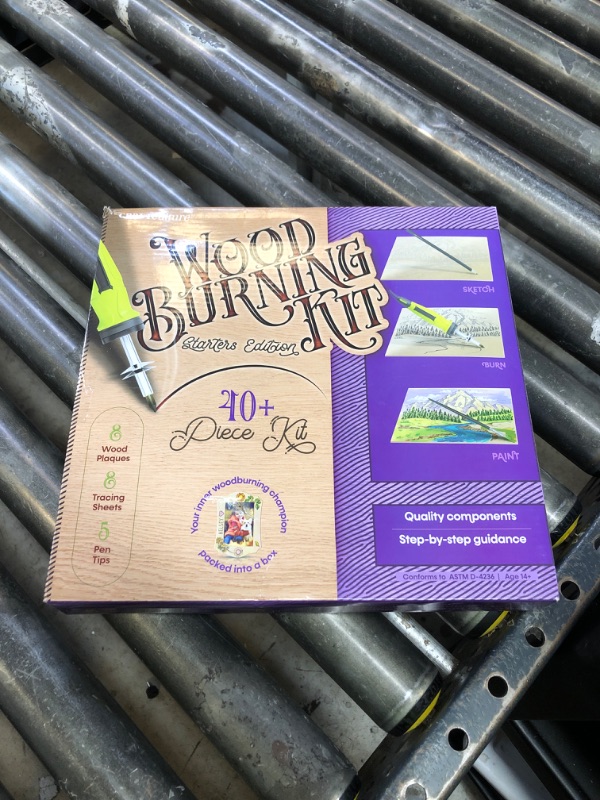 WOOD
BURNING
KIT
Starters Edition
40+
Piece Kit
8
Wood
Plaques
8
Tracing
Sheets
5
Pen
Tips
Your inner woodburning champion
packed into a box
SKETCH
BURN
PAINT
Quality components
Step-by-step guidance
Conforms to ASTM D-4236 | Age 14+